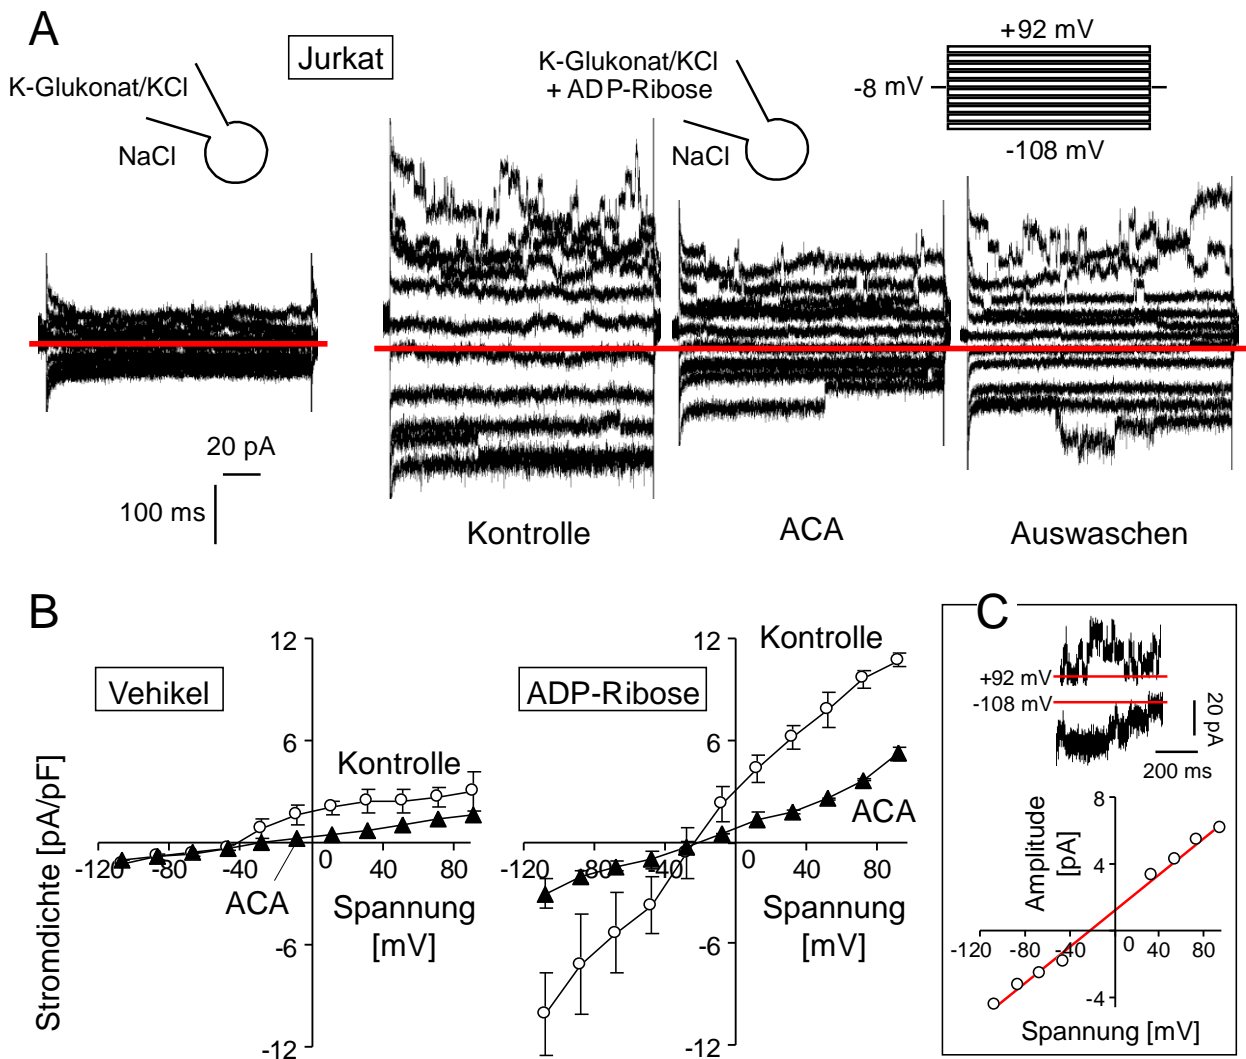 A
Jurkat
K-Glukonat/KCl
NaCl
K-Glukonat/KCl
+ ADP-Ribose
NaCl
+92 mV
-8 mV
-108 mV
20 pA
100 ms
Kontrolle
ACA
Auswaschen
B
Vehikel
Stromdichte [pA/pF]
12
6
-6
-12
-120
-80
-40
0
40
80
Kontrolle
ACA
Spannung
[mV]
ADP-Ribose
12
6
-6
-12
-120
-80
-40
0
40
80
Kontrolle
ACA
Spannung
[mV]
C
+92 mV
-108 mV
20 pA
200 ms
Amplitude
[pA]
8
4
-4
-120
-80
-40
0
40
80
Spannung [mV]